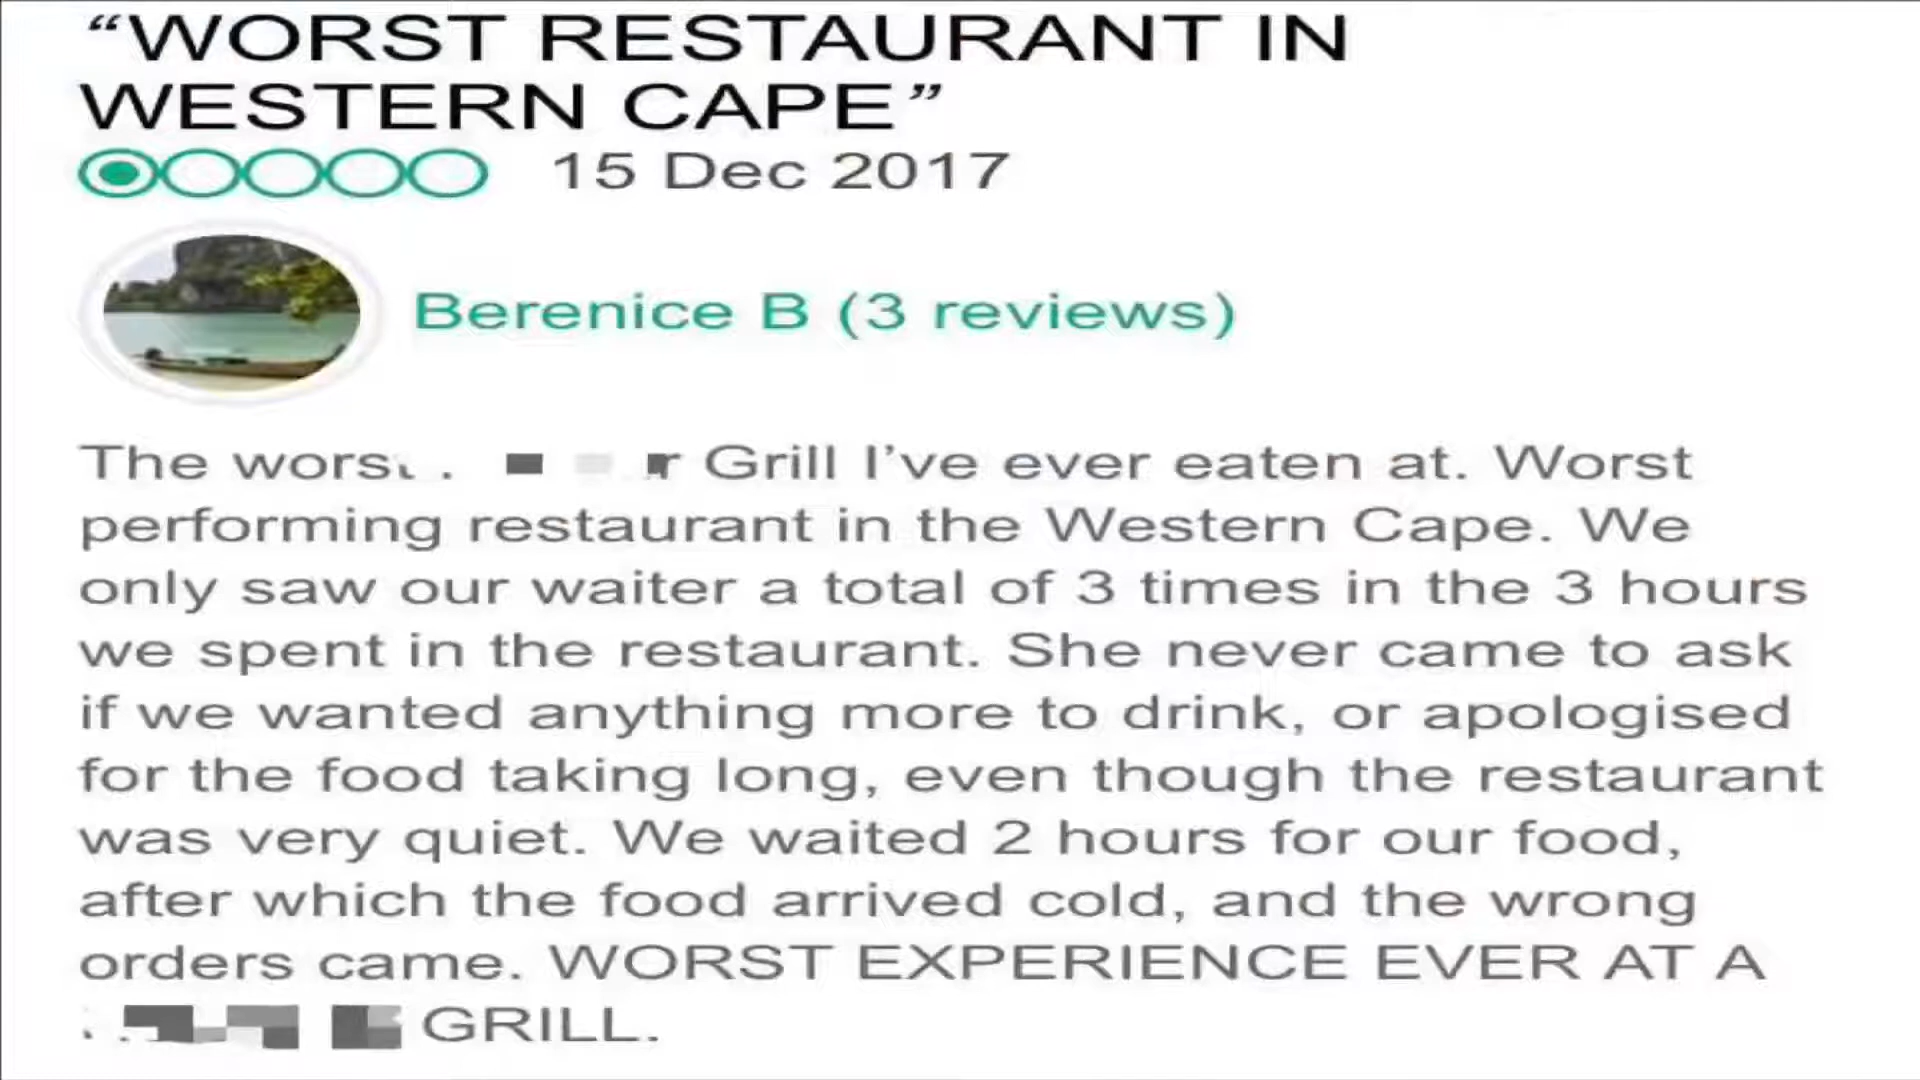 “WORST RESTAURANT IN
WESTERN CAPE”
15 Dec 2017
Berenice B (3 reviews)
The Grill I’ve ever eaten at. Worst
performing restaurant in the Western Cape. We
only saw our waiter a total of 3 times in the 3 hours
we spent in the restaurant. She never came to ask
if we wanted anything more to drink, or apologised
for the food taking long, even though the restaurant
was very quiet. We waited 2 hours for our food,
after which the food arrived cold, and the wrong
orders came. WORST EXPERIENCE EVER AT A
GRILL.